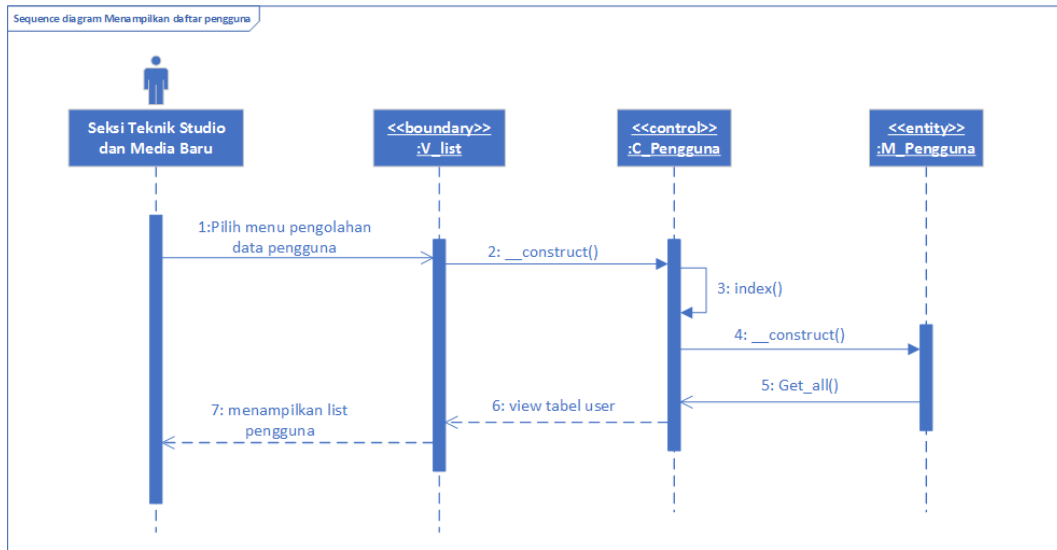 Sequence diagram Menampilkan daftar pengguna
Seksi Teknik Studio
dan Media Baru
<<boundary>>
:V_list
<<control>>
:C_Pengguna
<<entity>>
:M_Pengguna
1:Pilih menu pengolahan
data pengguna
2: __construct()
3: index()
4: __construct()
5: Get_all()
6: view tabel user
7: menampilkan list
pengguna